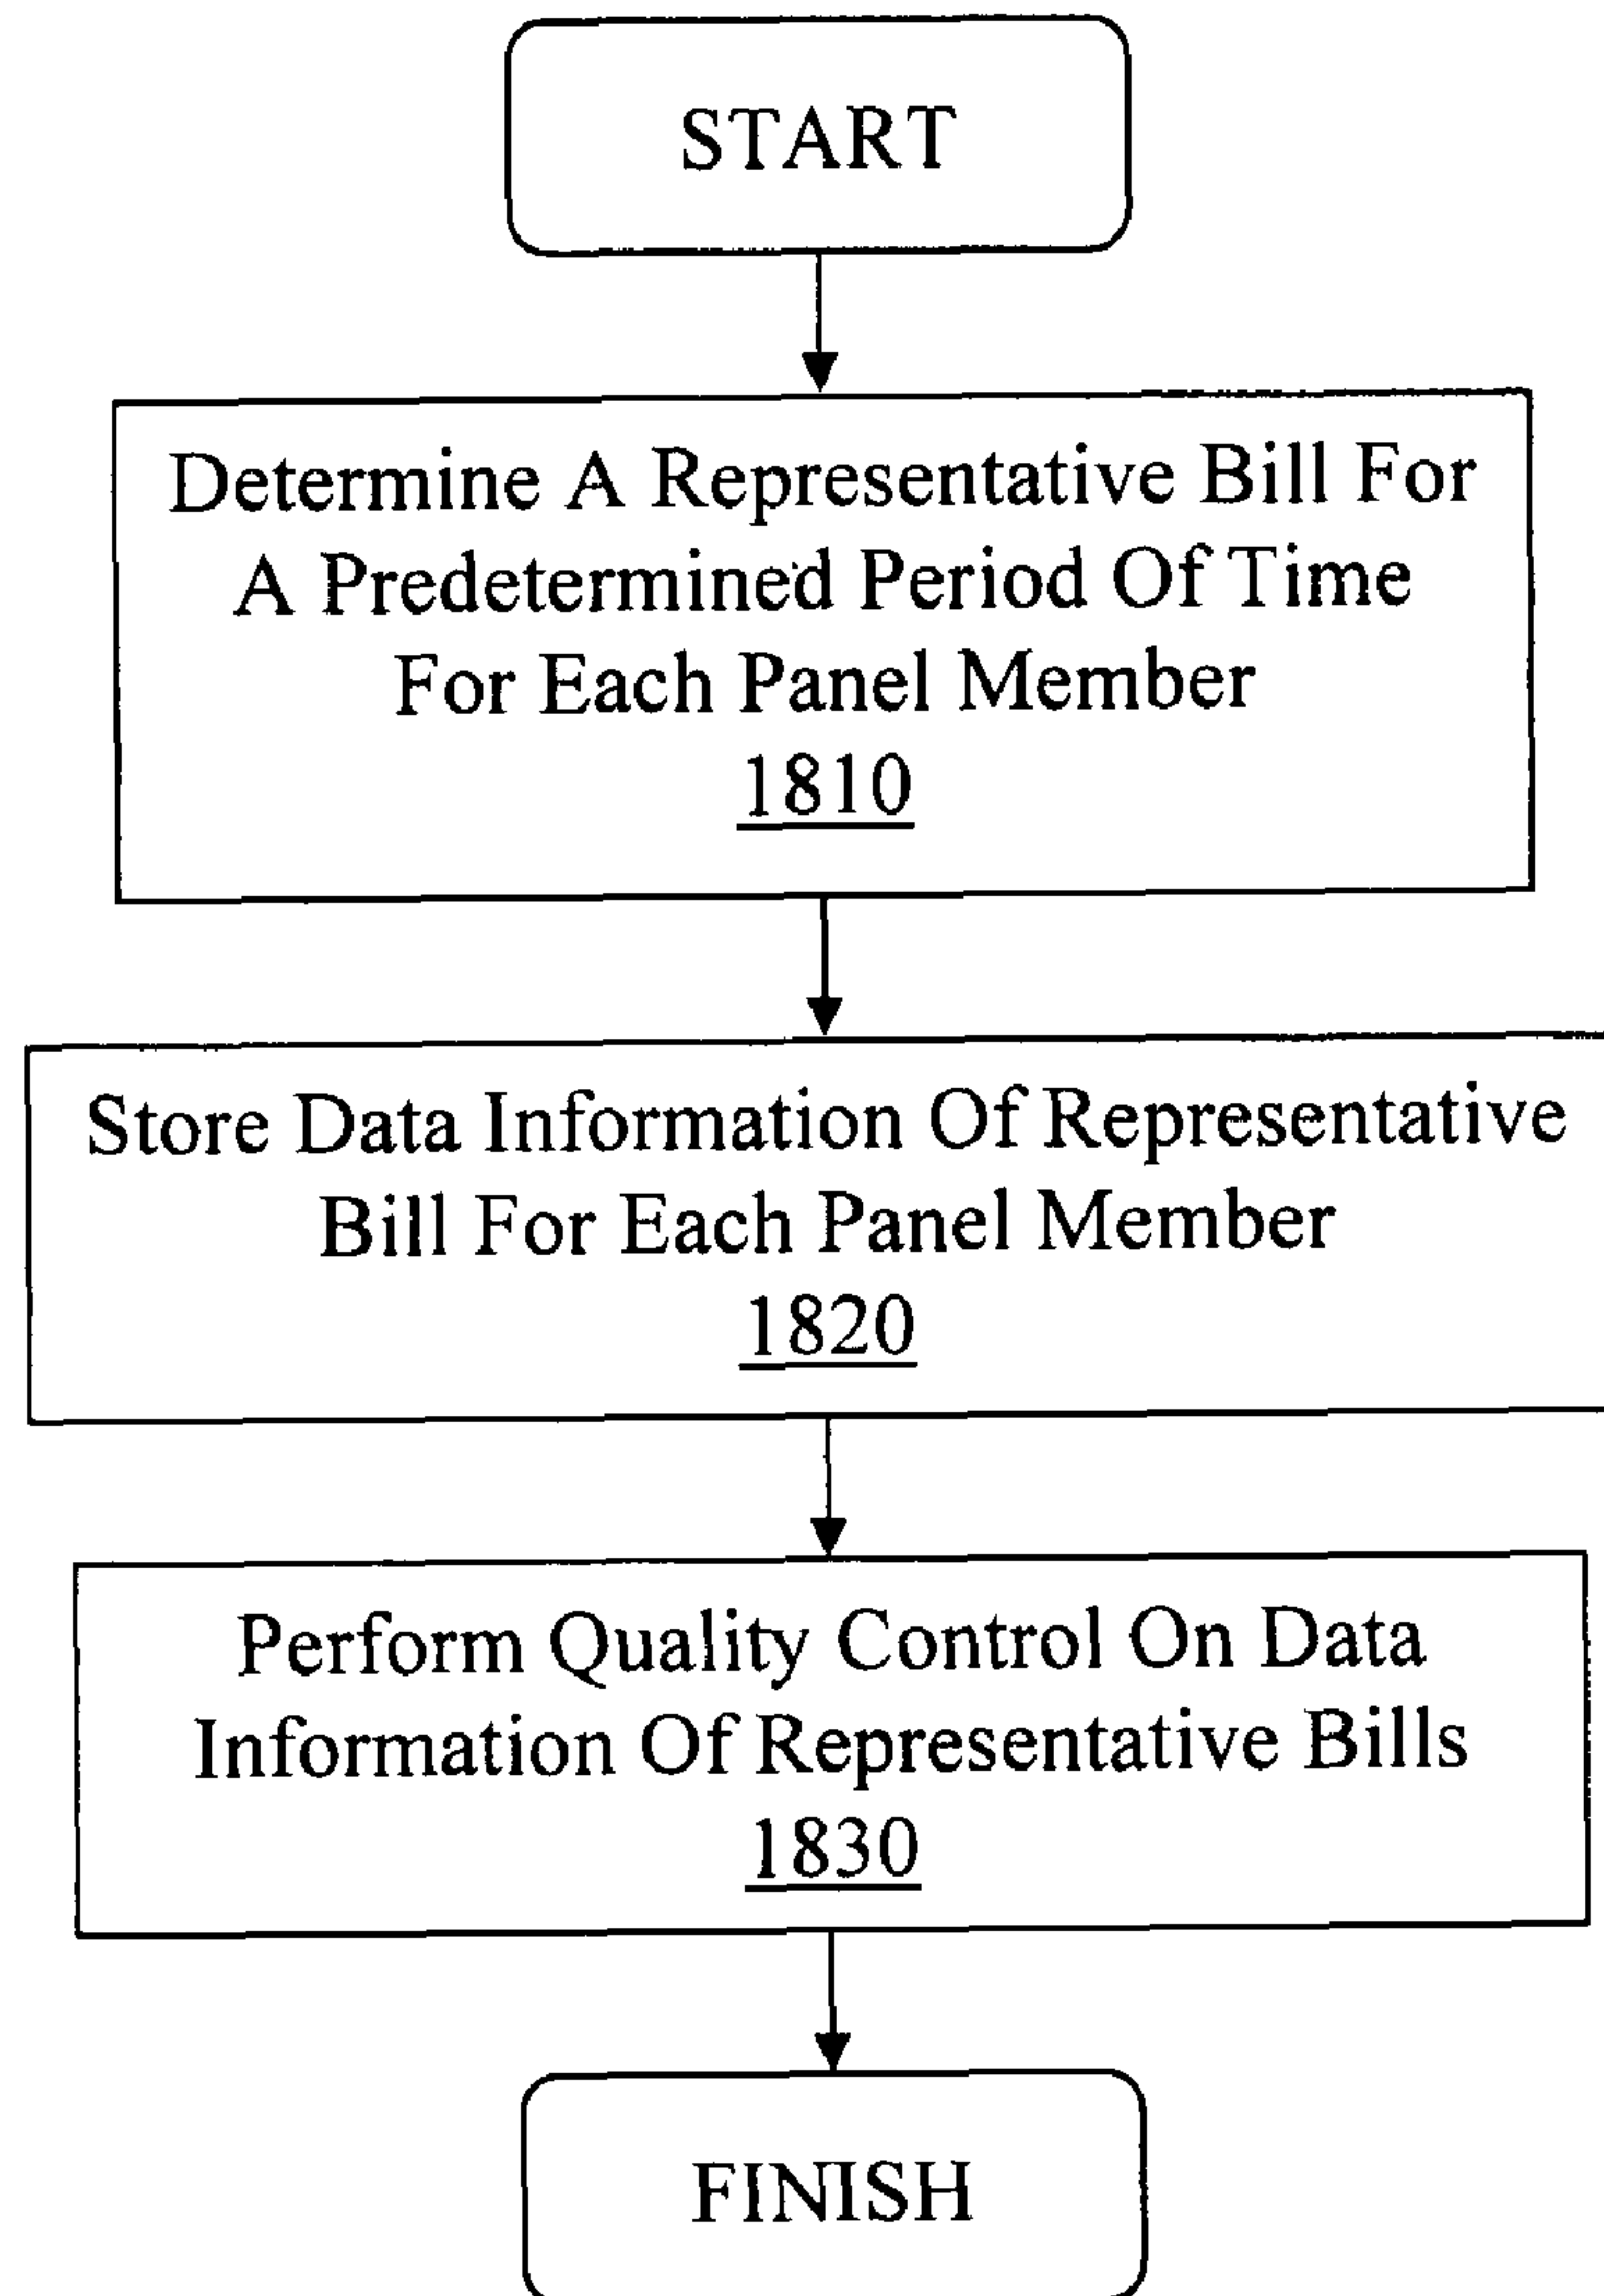 START
Determine A Representative Bill For
A Predetermined Period Of Time
For Each Panel Member
1810
Store Data Information Of Representative
Bill For Each Panel Member
1820
Perform Quality Control On Data
Information Of Representative Bills
1830
FINISH